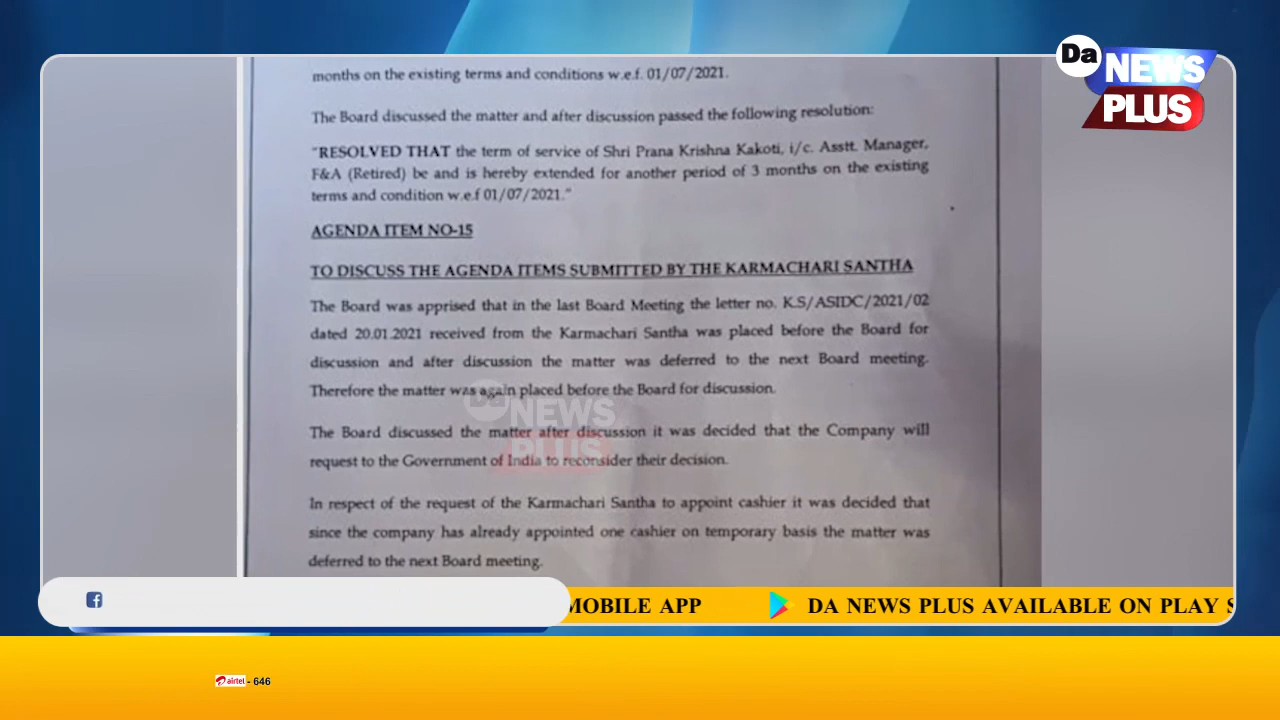 Da
NEWS
PLUS
months on the existing terms and conditions w.e.f. 01/07/2021.
The Board discussed the matter and after discussion passed the following resolution:
"RESOLVED THAT the term of service of Shri Prana Krishna Kakoti, i/c. Asstt. Manager,
F&A (Retired) be and is hereby extended for another period of 3 months on the existing
terms and condition w.e.f 01/07/2021."
AGENDA ITEM NO-15
TO DISCUSS THE AGENDA ITEMS SUBMITTED BY THE KARMACHARI SANTHA
The Board was apprised that in the last Board Meeting the letter no. K.S/ASIDC/2021/02
dated 20.01.2021 received from the Karmachari Santha was placed before the Board for
discussion and after discussion the matter was deferred to the next Board meeting.
Therefore the matter was again placed before the Board for discussion.
Da
NEWS
PLUS
The Board discussed the matter after discussion it was decided that the Company will
request to the Government of India to reconsider their decision.
In respect of the request of the Karmachari Santha to appoint cashier it was decided that
since the company has already appointed one cashier on temporary basis the matter was
deferred to the next Board meeting.
MOBILE APP DA NEWS PLUS AVAILABLE ON PLAY S
airtel - 646